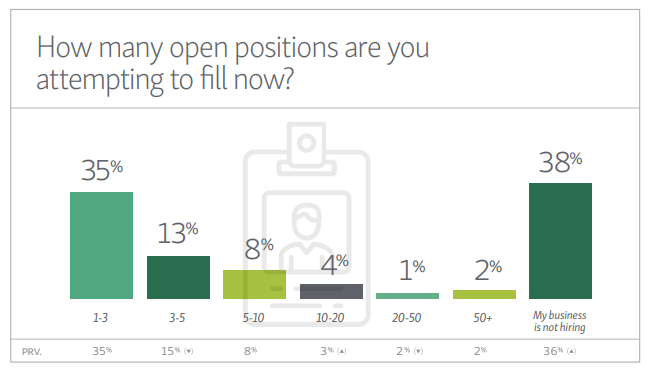 How many open positions are you
attempting to fill now?
35% 13% 8% 4% 1% 2% 38%
1-3 3-5 5-10 10-20 20-50 50+ My business
is not hiring
PRV. 35% 15% (▼) 8% 3% (▲) 2% (▼) 2% 36% (▲)